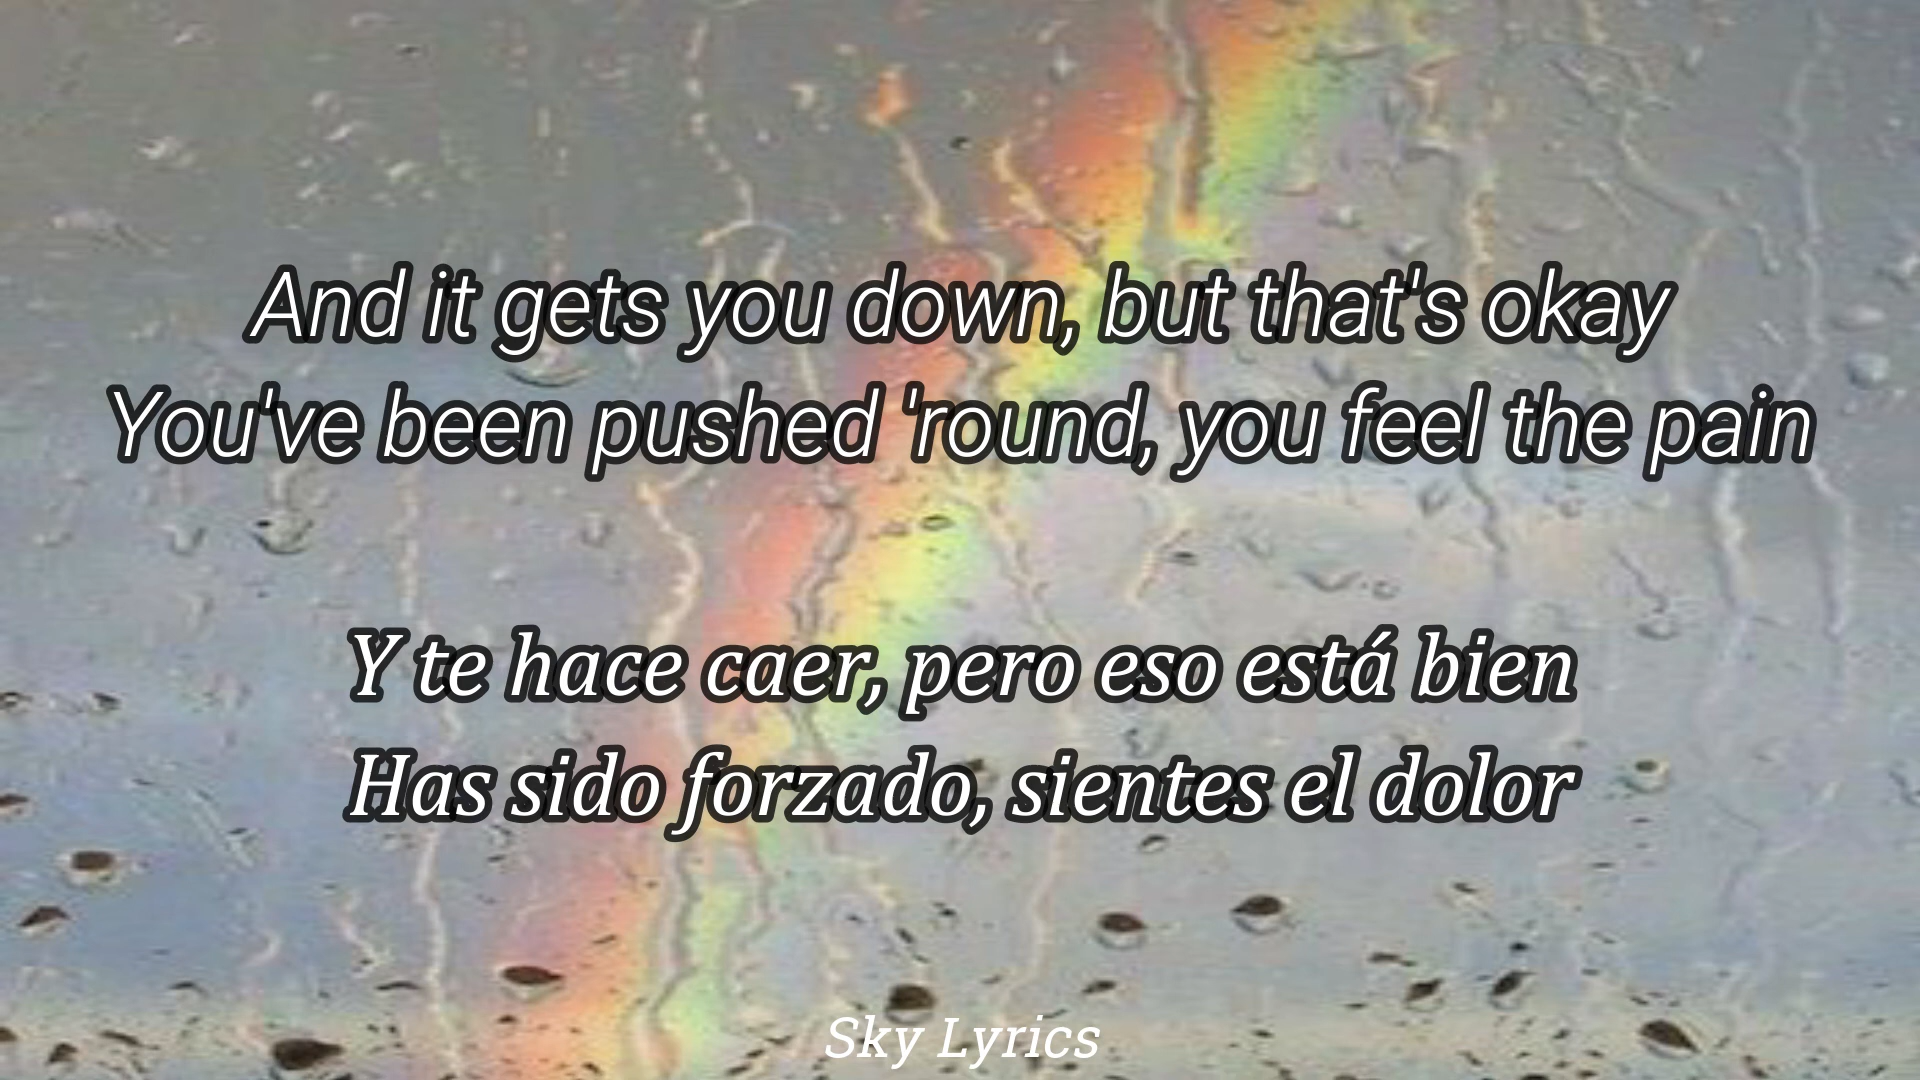 And it gets you down, but that's okay
You've been pushed 'round, you feel the pain
Y te hace caer, pero eso está bien
Has sido forzado, sientes el dolor
Sky Lyrics